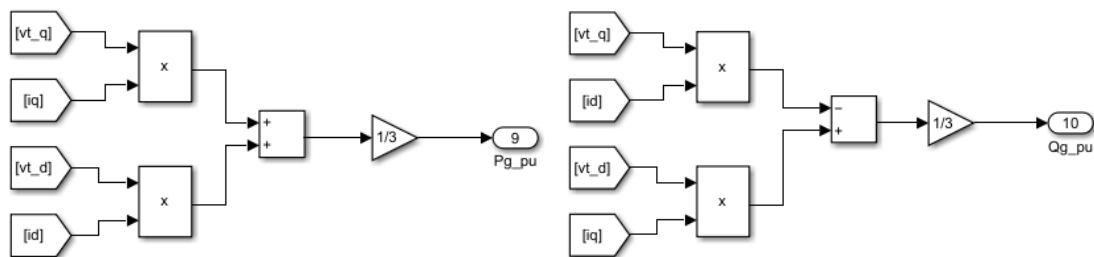 [vt_q]
x
[iq]
+
+
1/3
9
Pg_pu
[vt_d]
x
[id]
[vt_q]
x
[id]
−
+
1/3
10
Qg_pu
[vt_d]
x
[iq]